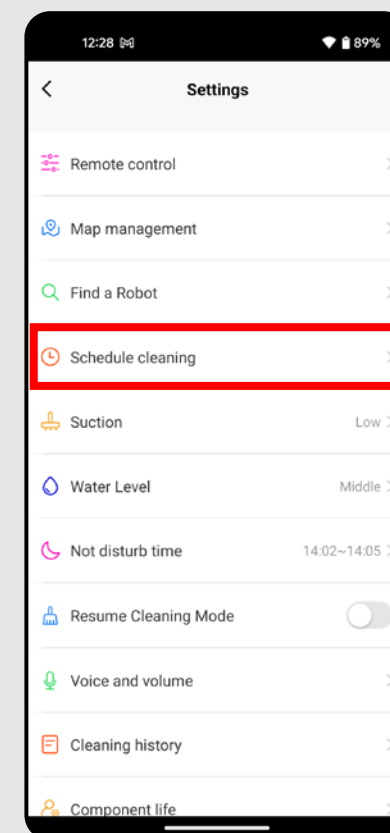 12:28 89%
Settings
Remote control
Map management
Find a Robot
Schedule cleaning
Suction Low
Water Level Middle
Not disturb time 14:02~14:05
Resume Cleaning Mode
Voice and volume
Cleaning history
Component life